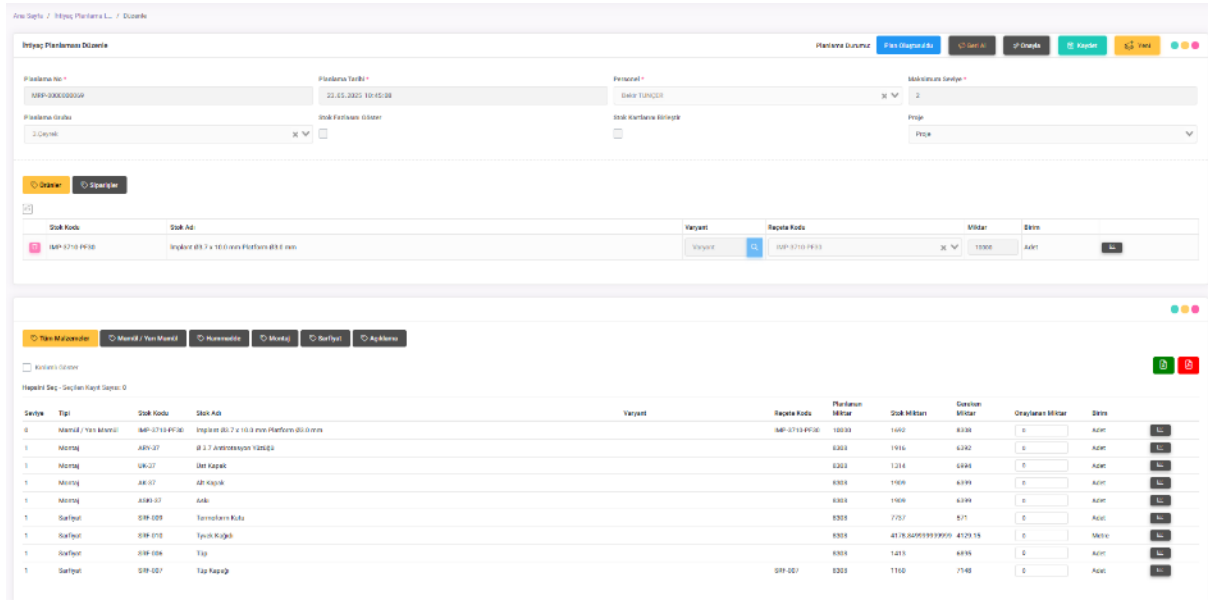 Ana Sayfa / İhtiyaç Planlama L... / Düzenle
İhtiyaç Planlaması Düzenle
Planlama Durumu: Plan Oluşturuldu Geri Al Onayla Kaydet Yeni
Planlama No * Planlama Tarihi * Personel * Maksimum Seviye *
MRP-0000000069 22.05.2025 10:45:08 Bekir TUNÇER
Planlama Grubu Stok Fazlasını Göster Stok Kartlarını Birleştir Proje
2.Çeyrek Proje
Ürünler Siparişler
Stok Kodu Stok Adı Varyant Reçete Kodu Miktar Birim
IMP-3710-PF30 İmplant Ø3.7 x 10.0 mm Platform Ø3.0 mm Varyant IMP-3710-PF30 10000 Adet
Tüm Malzemeler Mamül / Yarı Mamül Hammadde Montaj Sarfiyat Açıklama
Kırılımlı Göster
Hepsini Seç - Seçilen Kayıt Sayısı: 0
Seviye Tipi Stok Kodu Stok Adı Varyant Reçete Kodu Planlanan Miktar Stok Miktarı Gereken Miktar Onaylanan Miktar Birim
0 Mamül / Yarı Mamül IMP-3710-PF30 İmplant Ø3.7 x 10.0 mm Platform Ø3.0 mm IMP-3710-PF30 10000 1692 8308 0 Adet
1 Montaj ARY-37 Ø 3.7 Antirotasyon Yüzüğü 8308 1916 6392 0 Adet
1 Montaj UK-37 Üst Kapak 8308 1314 6994 0 Adet
1 Montaj AK-37 Alt Kapak 8308 1909 6399 0 Adet
1 Montaj ASKI-37 Askı 8308 1909 6399 0 Adet
1 Sarfiyat SRF-009 Termoform Kutu 8308 7737 571 0 Adet
1 Sarfiyat SRF-010 Tyvek Kağıdı 8308 4178.849999999999 4129.15 0 Metre
1 Sarfiyat SRF-006 Tüp 8308 1413 6895 0 Adet
1 Sarfiyat SRF-007 Tüp Kapağı SRF-007 8308 1160 7148 0 Adet